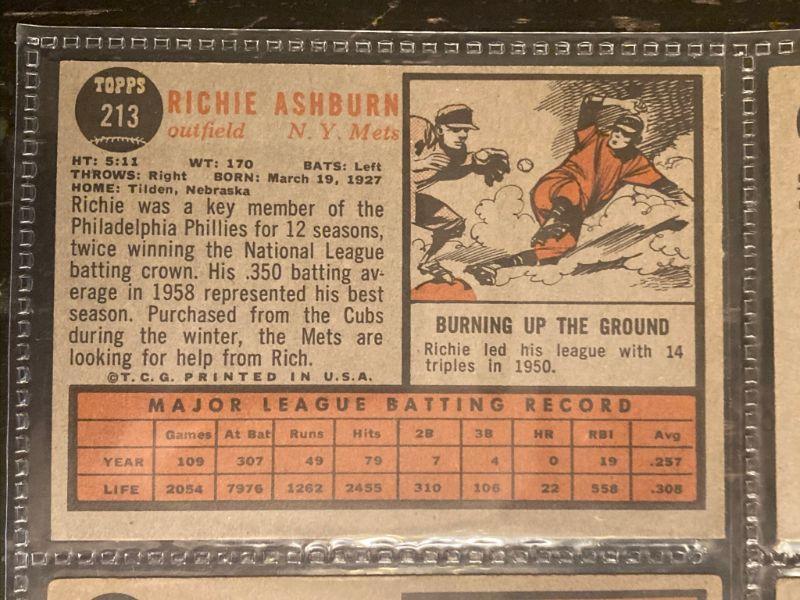 TOPPS
213
RICHIE ASHBURN
outfield N. Y. Mets
HT: 5:11 WT: 170 BATS: Left
THROWS: Right BORN: March 19, 1927
HOME: Tilden, Nebraska
Richie was a key member of the
Philadelphia Phillies for 12 seasons,
twice winning the National League
batting crown. His .350 batting av-
erage in 1958 represented his best
season. Purchased from the Cubs
during the winter, the Mets are
looking for help from Rich.
©T.C.G. PRINTED IN U.S.A.
BURNING UP THE GROUND
Richie led his league with 14
triples in 1950.
MAJOR LEAGUE BATTING RECORD
Games At Bat Runs Hits 2B 3B HR RBI Avg
YEAR 109 307 49 79 7 4 0 19 .257
LIFE 2054 7976 1262 2455 310 106 22 558 .308
TOPPS